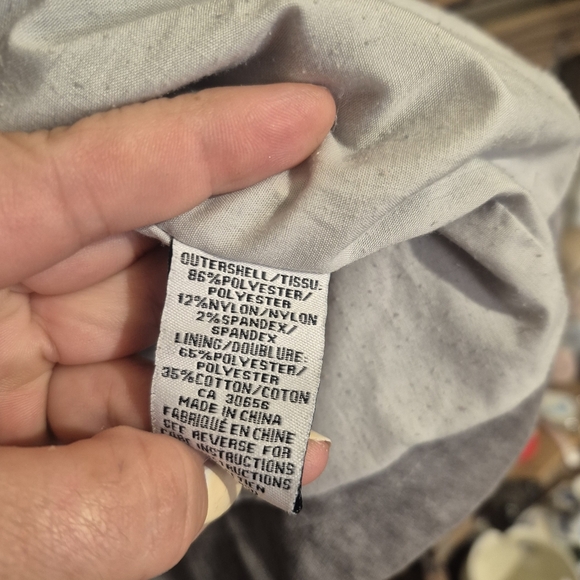 OUTERSHELL/TISSU:
86%POLYESTER/
POLYESTER
12%NYLON/NYLON
2%SPANDEX/
SPANDEX
LINING/DOUBLURE:
65%POLYESTER/
POLYESTER
35%COTTON/COTON
CA 30656
MADE IN CHINA
FABRIQUÉ EN CHINE
SEE REVERSE FOR
CARE INSTRUCTIONS